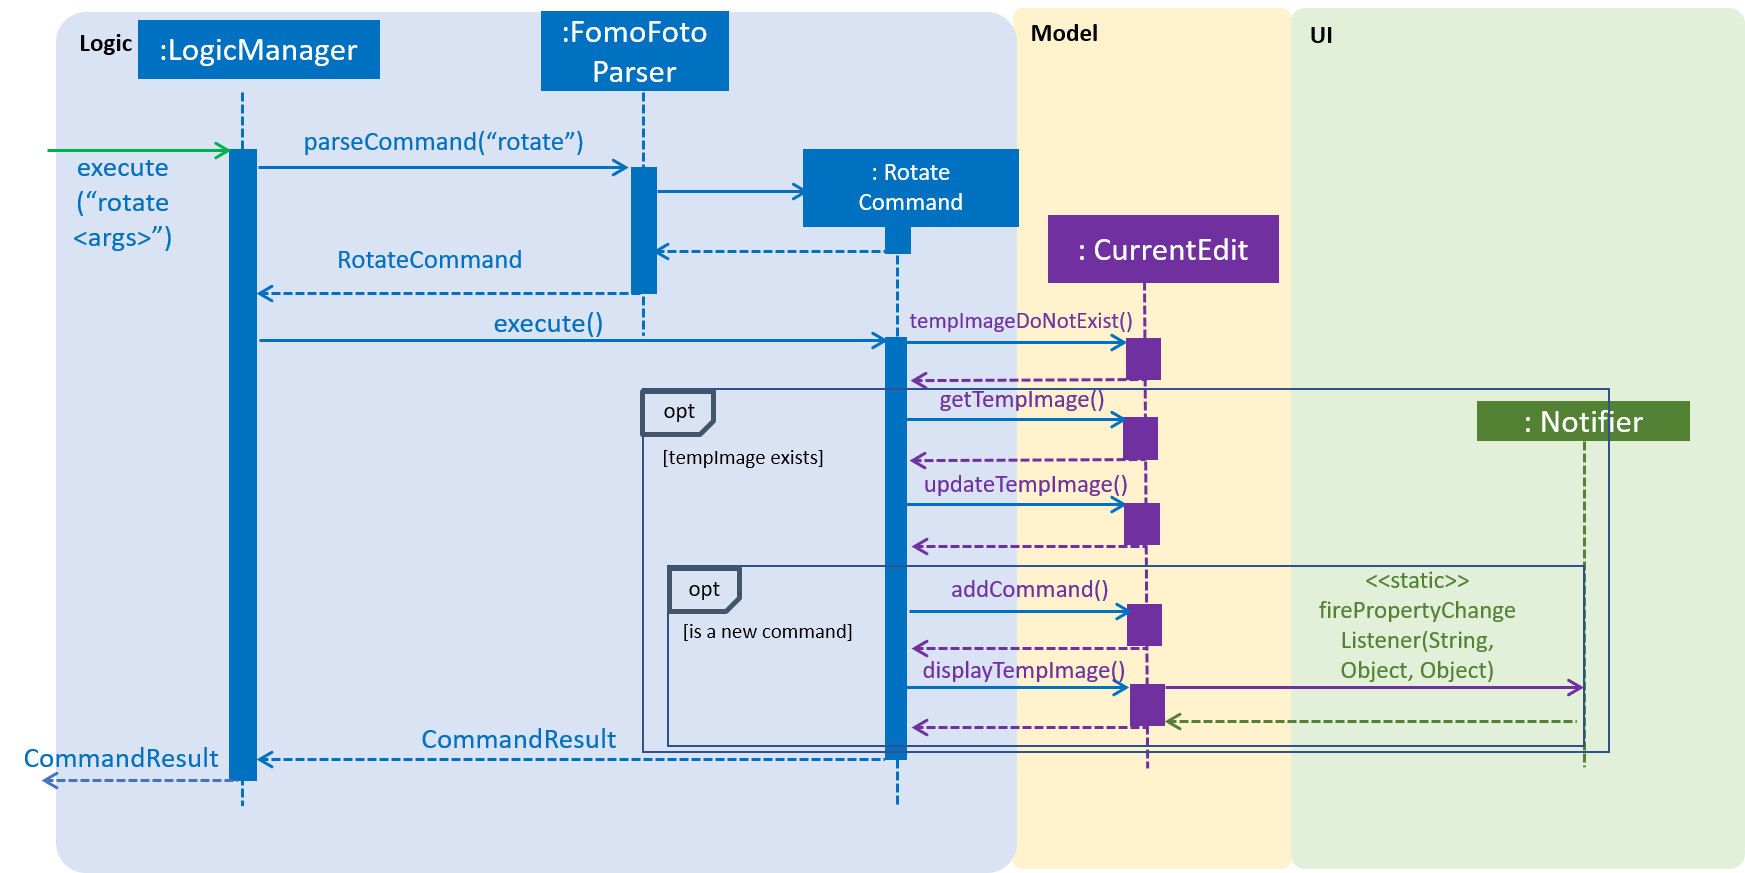 Logic
:LogicManager
:FomoFoto
Parser
Model
UI
parseCommand(“rotate”)
execute
(“rotate
<args>”)
: Rotate
Command
: CurrentEdit
RotateCommand
execute()
tempImageDoNotExist()
opt
getTempImage()
: Notifier
[tempImage exists]
updateTempImage()
opt
addCommand()
<<static>>
firePropertyChange
Listener(String,
Object, Object)
[is a new command]
displayTempImage()
CommandResult
CommandResult